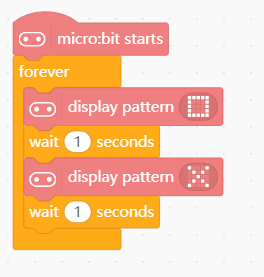 micro:bit starts
forever
display pattern
wait 1 seconds
display pattern
wait 1 seconds